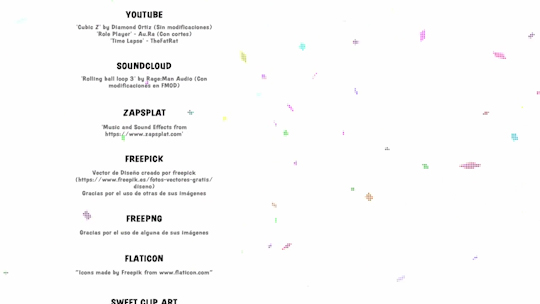 YOUTUBE
'Cubic Z' by Diamond Ortiz (Sin modificaciones)
'Role Player' - Au.Ra (Con cortes)
'Time Lapse' - TheFatRat
SOUNDCLOUD
'Rolling ball loop 3' by Rage:Man Audio (Con
modificaciones en FMOD)
ZAPSPLAT
'Music and Sound Effects from
https://www.zapsplat.com'
FREEPICK
Vector de Diseño creado por freepick
(https://www.freepik.es/fotos-vectores-gratis/
diseno)
Gracias por el uso de otras de sus imágenes
FREEPNG
Gracias por el uso de alguna de sus imágenes
FLATICON
"Icons made by Freepik from www.flaticon.com"
SWEET CLIP ART